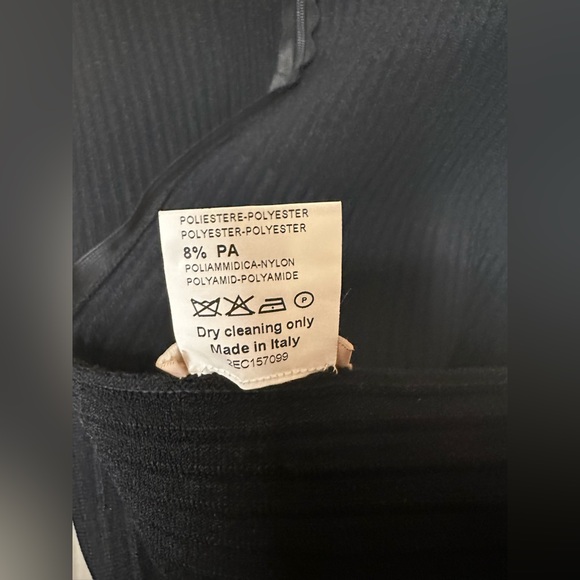 POLIESTERE-POLYESTER
POLYESTER-POLYESTER
8% PA
POLIAMMIDICA-NYLON
POLYAMID-POLYAMIDE
P
Dry cleaning only
Made in Italy